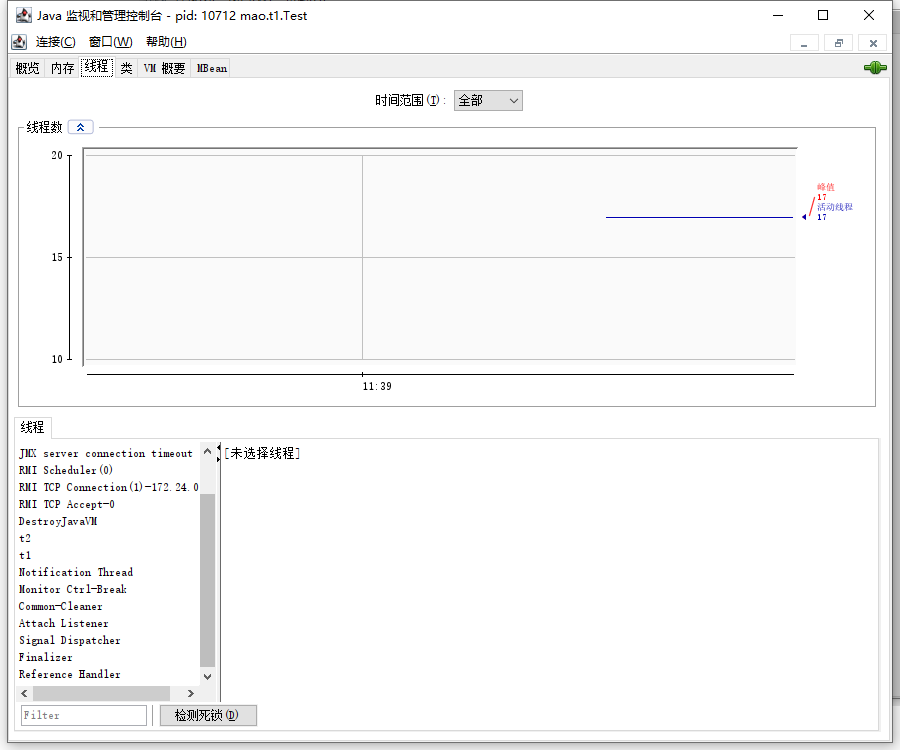 Java 监视和管理控制台 - pid: 10712 mao.t1.Test
连接(C) 窗口(W) 帮助(H)
概览 内存 线程 类 VM 概要 MBean
时间范围(I): 全部
线程数
20
15
10
11:39
峰值
17
活动线程
17
线程
JMX server connection timeout
RMI Scheduler(0)
RMI TCP Connection(1)-172.24.0
RMI TCP Accept-0
DestroyJavaVM
t2
t1
Notification Thread
Monitor Ctrl-Break
Common-Cleaner
Attach Listener
Signal Dispatcher
Finalizer
Reference Handler
[未选择线程]
Filter
检测死锁(D)